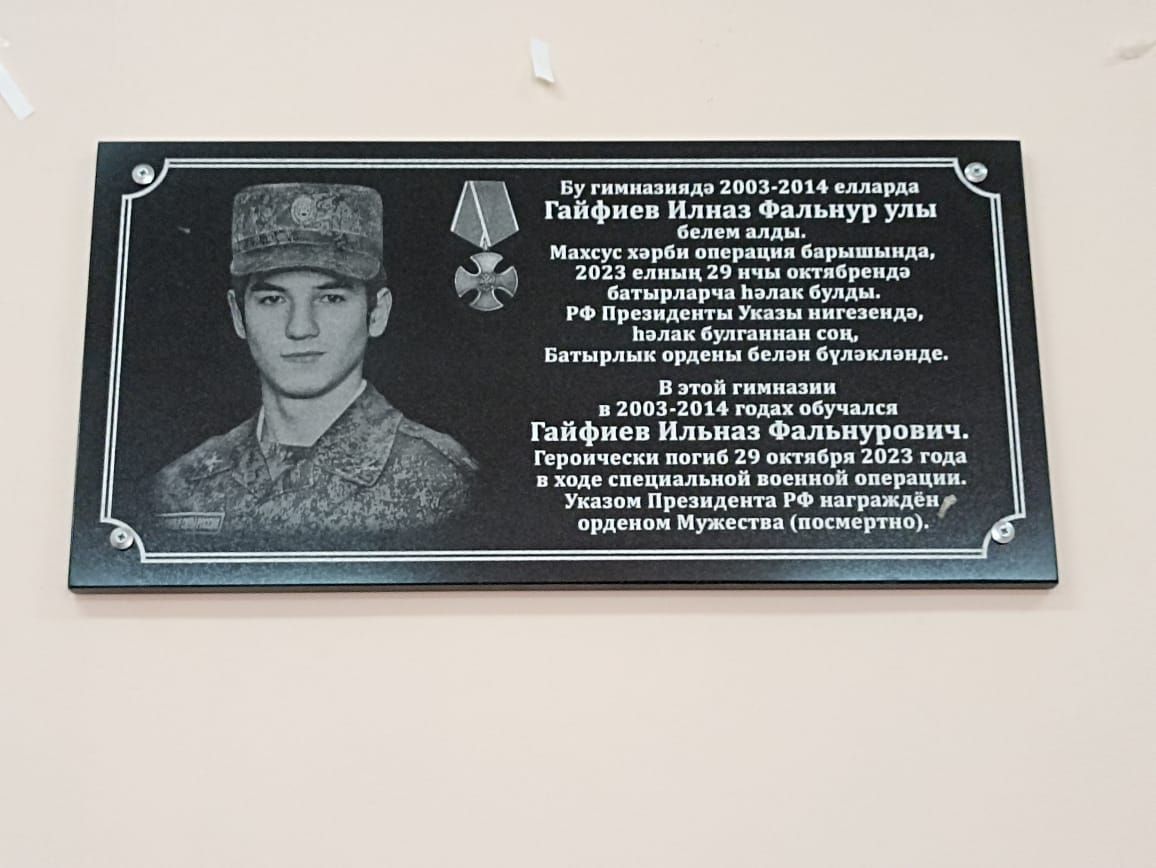 Бу гимназиядә 2003-2014 елларда
Гайфиев Илназ Фальнур улы
белем алды.
Махсус хәрби операция барышында,
2023 елның 29 нчы октябрендә
батырларча һәлак булды.
РФ Президенты Указы нигезендә,
һәлак булганнан соң,
Батырлык ордены белән бүләкләнде.
В этой гимназии
в 2003-2014 годах обучался
Гайфиев Ильназ Фальнурович.
Героически погиб 29 октября 2023 года
в ходе специальной военной операции.
Указом Президента РФ награждён
орденом Мужества (посмертно).